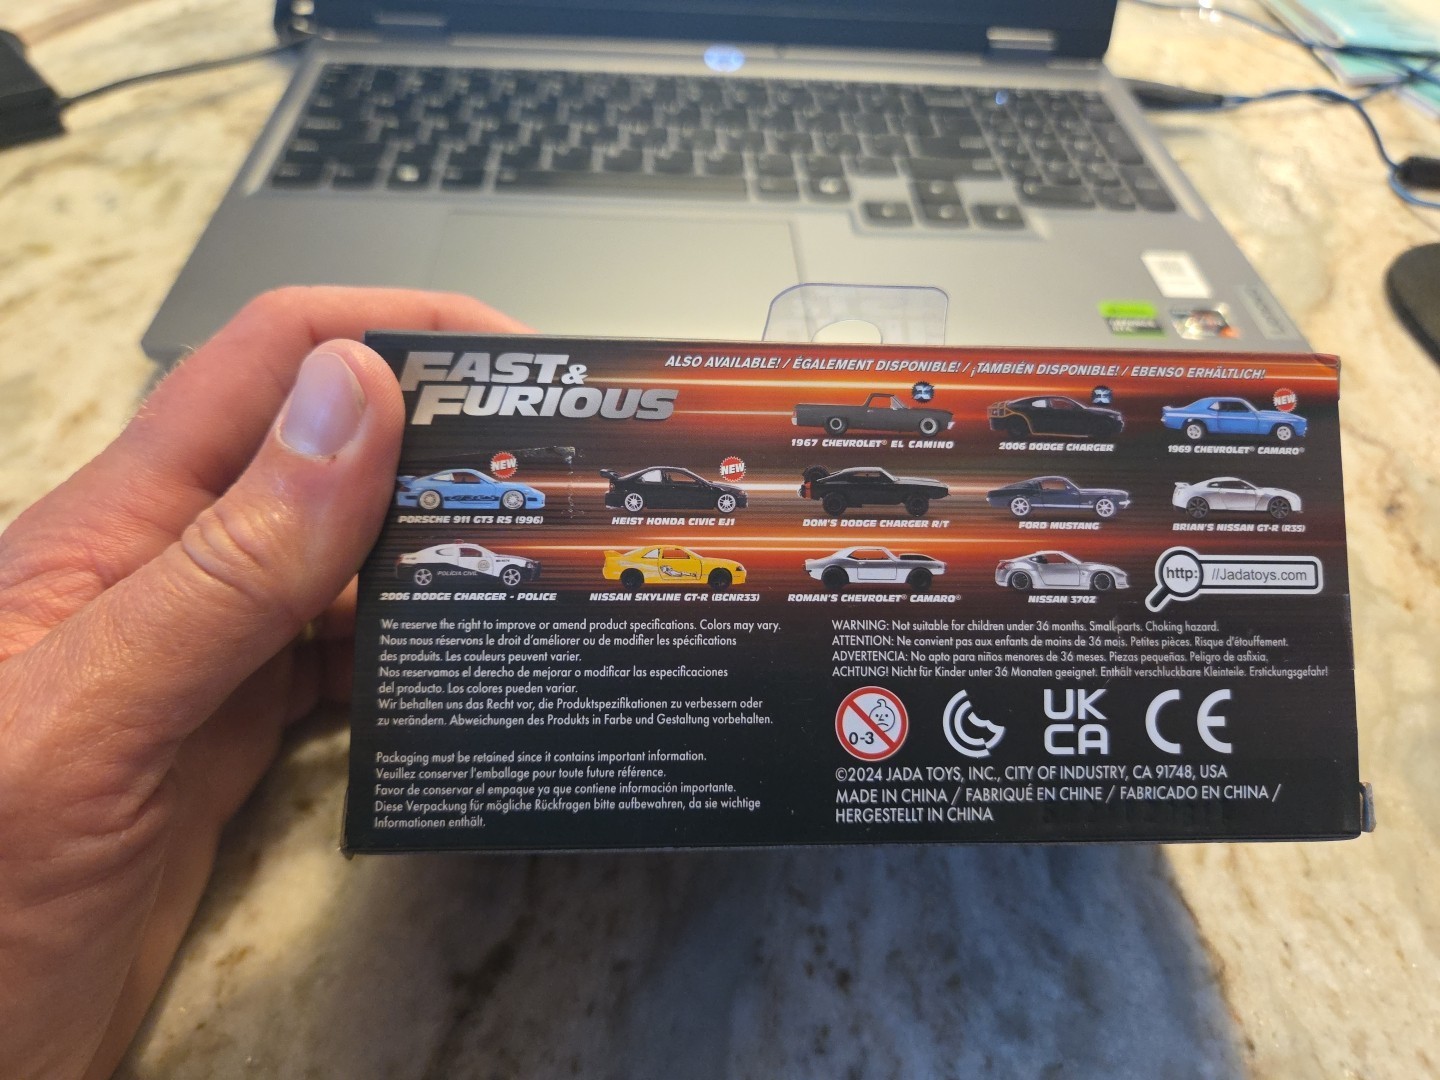 FAST &
FURIOUS
ALSO AVAILABLE! / ÉGALEMENT DISPONIBLE! / ¡TAMBIÉN DISPONIBLE! / EBENSO ERHÄLTLICH!
1967 CHEVROLET® EL CAMINO
2006 DODGE CHARGER
NEW
1969 CHEVROLET® CAMARO®
NEW
PORSCHE 911 GT3 RS (996)
NEW
HEIST HONDA CIVIC EJ1
DOM'S DODGE CHARGER R/T
FORD MUSTANG
BRIAN'S NISSAN GT-R (R35)
POLICIA CIVIL
2006 DODGE CHARGER - POLICE
NISSAN SKYLINE GT-R (BCNR33)
ROMAN'S CHEVROLET® CAMARO®
NISSAN 370Z
http: //Jadatoys.com
We reserve the right to improve or amend product specifications. Colors may vary.
Nous nous réservons le droit d'améliorer ou de modifier les spécifications
des produits. Les couleurs peuvent varier.
Nos reservamos el derecho de mejorar o modificar las especificaciones
del producto. Los colores pueden variar.
Wir behalten uns das Recht vor, die Produktspezifikationen zu verbessern oder
zu verändern. Abweichungen des Produkts in Farbe und Gestaltung vorbehalten.
Packaging must be retained since it contains important information.
Veuillez conserver l'emballage pour toute future référence.
Favor de conservar el empaque ya que contiene información importante.
Diese Verpackung für mögliche Rückfragen bitte aufbewahren, da sie wichtige
Informationen enthält.
WARNING: Not suitable for children under 36 months. Small parts. Choking hazard.
ATTENTION: Ne convient pas aux enfants de moins de 36 mois. Petites pièces. Risque d'étouffement.
ADVERTENCIA: No apto para niños menores de 36 meses. Piezas pequeñas. Peligro de asfixia.
ACHTUNG! Nicht für Kinder unter 36 Monaten geeignet. Enthält verschluckbare Kleinteile. Erstickungsgefahr!
0-3
UK
CA
CE
©2024 JADA TOYS, INC., CITY OF INDUSTRY, CA 91748, USA
MADE IN CHINA / FABRIQUÉ EN CHINE / FABRICADO EN CHINA /
HERGESTELLT IN CHINA